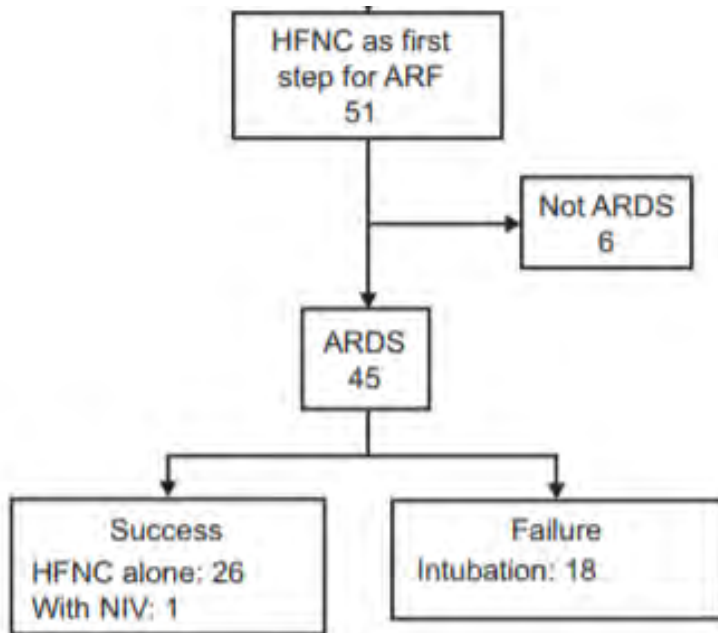 HFNC as first
step for ARF
51
Not ARDS
6
ARDS
45
Success
HFNC alone: 26
With NIV: 1
Failure
Intubation: 18